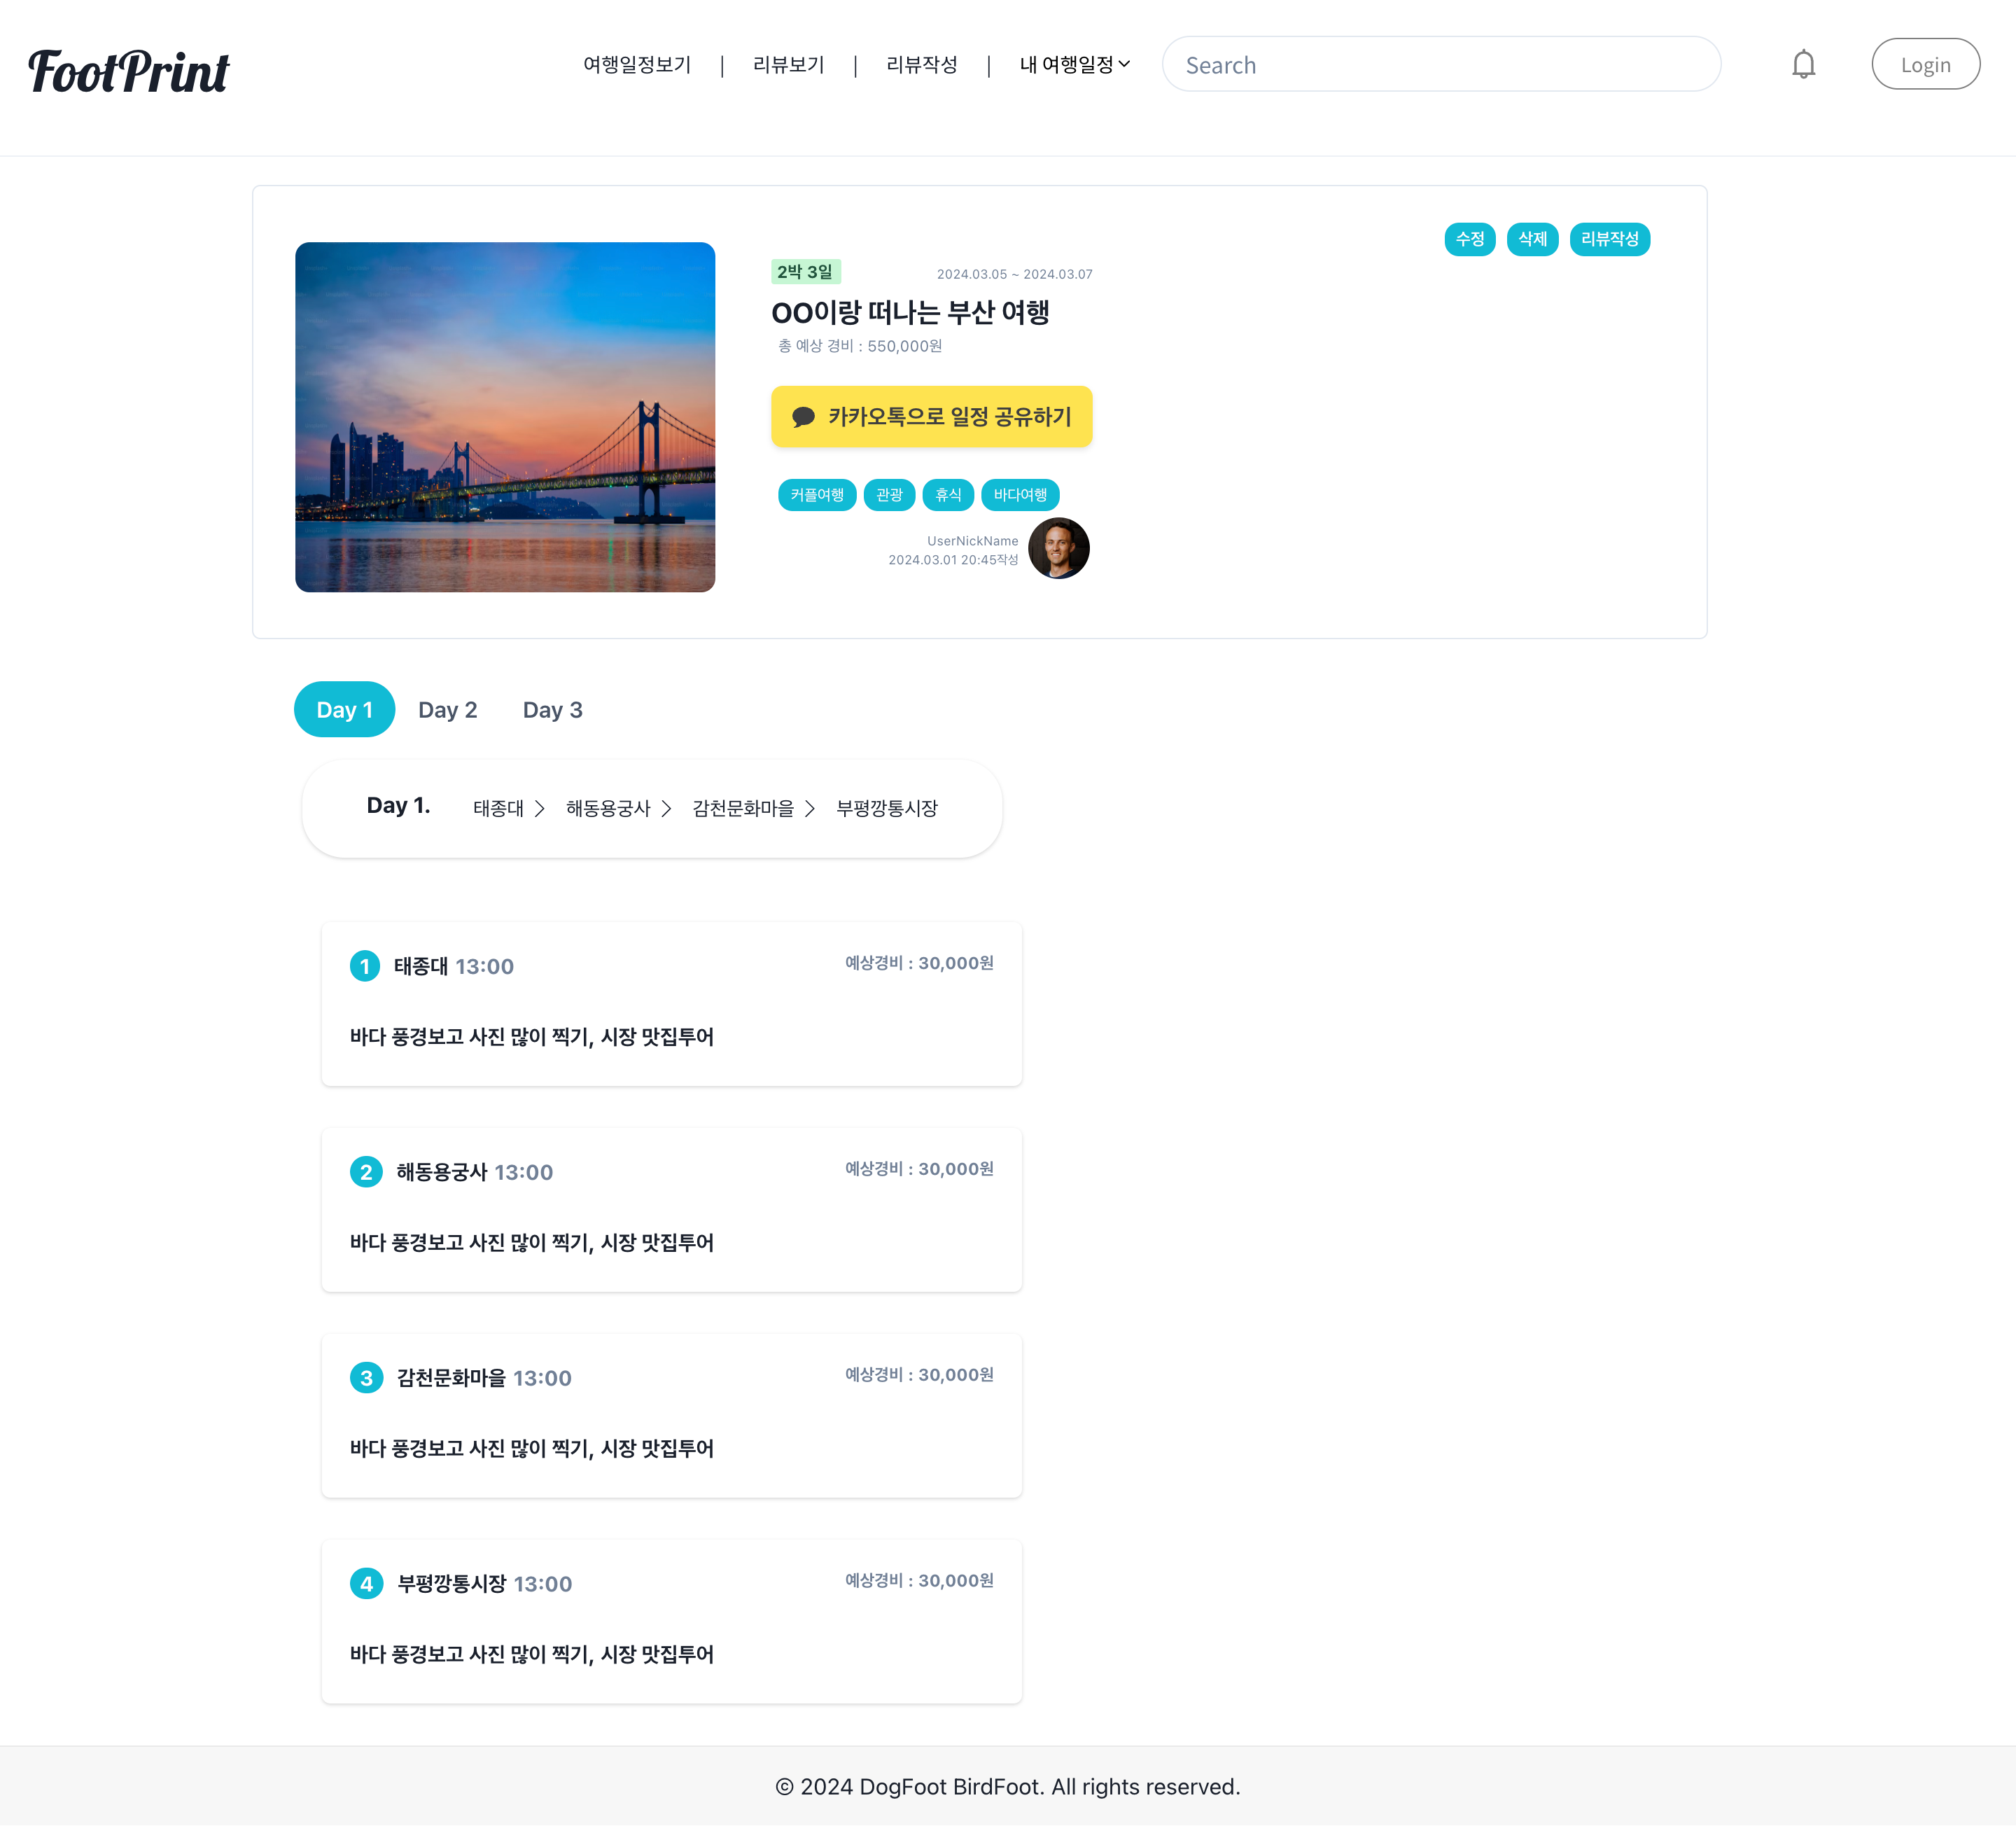 FootPrint
여행일정보기 | 리뷰보기 | 리뷰작성 | 내 여행일정
Search
Login
수정 삭제 리뷰작성
2박 3일 2024.03.05 ~ 2024.03.07
OO이랑 떠나는 부산 여행
총 예상 경비 : 550,000원
카카오톡으로 일정 공유하기
커플여행 관광 휴식 바다여행
UserNickName
2024.03.01 20:45작성
Day 1 Day 2 Day 3
Day 1. 태종대 > 해동용궁사 > 감천문화마을 > 부평깡통시장
1 태종대 13:00 예상경비 : 30,000원
바다 풍경보고 사진 많이 찍기, 시장 맛집투어
2 해동용궁사 13:00 예상경비 : 30,000원
바다 풍경보고 사진 많이 찍기, 시장 맛집투어
3 감천문화마을 13:00 예상경비 : 30,000원
바다 풍경보고 사진 많이 찍기, 시장 맛집투어
4 부평깡통시장 13:00 예상경비 : 30,000원
바다 풍경보고 사진 많이 찍기, 시장 맛집투어
© 2024 DogFoot BirdFoot. All rights reserved.